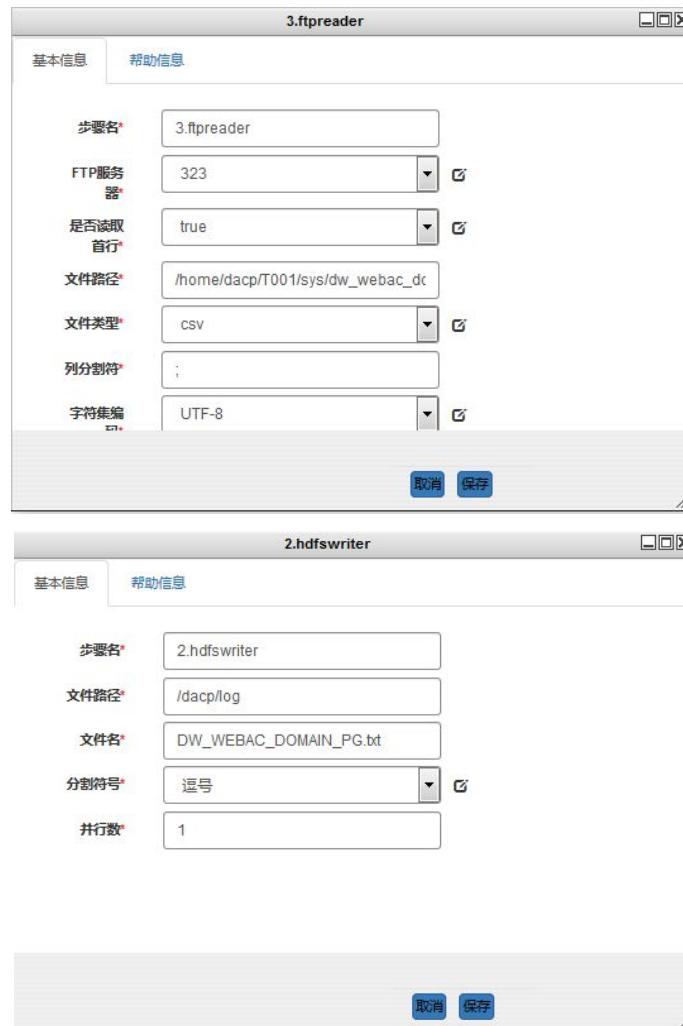 3.ftpreader
基本信息 帮助信息
步骤名* 3.ftpreader
FTP服务
器* 323
是否读取
首行* true
文件路径* /home/dacp/T001/sys/dw_webac_dc
文件类型* csv
列分割符* ;
字符集编
码* UTF-8
取消 保存
2.hdfswriter
基本信息 帮助信息
步骤名* 2.hdfswriter
文件路径* /dacp/log
文件名* DW_WEBAC_DOMAIN_PG.txt
分割符号* 逗号
并行数* 1
取消 保存